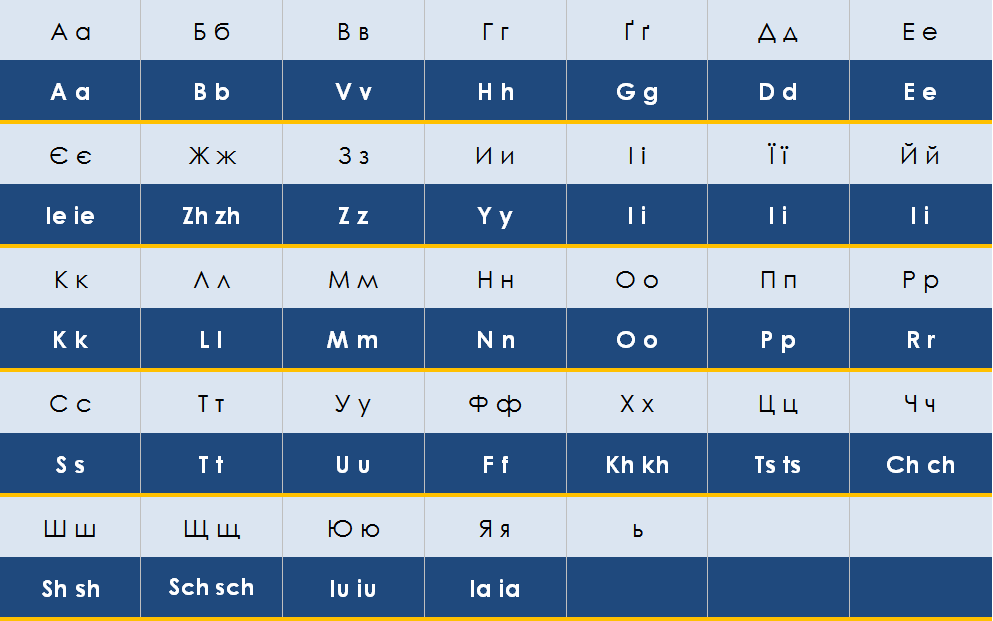 А а Б б В в Г г Ґ ґ Д д Е е
A a B b V v H h G g D d E e
Є є Ж ж З з И и І і Ї ї Й й
Ie ie Zh zh Z z Y y I i I i I i
К к Л л М м Н н О о П п Р р
K k L l M m N n O o P p R r
С с Т т У у Ф ф Х х Ц ц Ч ч
S s T t U u F f Kh kh Ts ts Ch ch
Ш ш Щ щ Ю ю Я я ь
Sh sh Sch sch Iu iu Ia ia